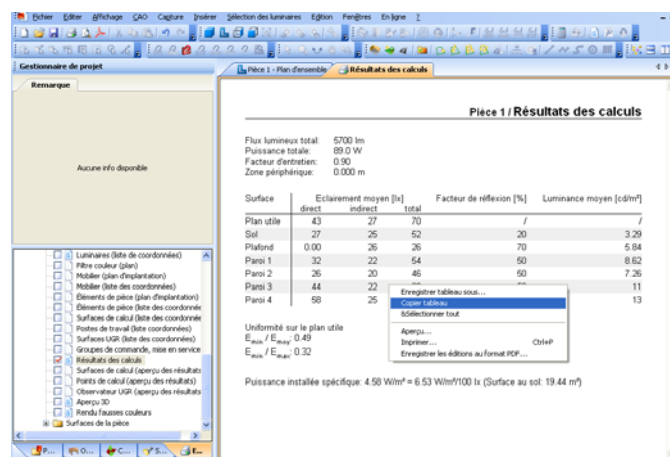 Fichier Editer Affichage CAO Capture Insérer Sélection des luminaires Edition Fenêtres En ligne ?
Gestionnaire de projet
Pièce 1 - Plan d'ensemble Résultats des calculs
Remarque
Aucune info disponible
Luminaires (liste de coordonnées)
Filtre couleur (plan)
Mobilier (plan d'implantation)
Mobilier (liste des coordonnées)
Éléments de pièce (plan d'implantation)
Éléments de pièce (liste des coordonnée
Surfaces de calcul (liste des coordonnée
Postes de travail (liste coordonnées)
Surfaces UGR (liste de coordonnées)
Groupes de commande, mise en service
Résultats des calculs
Surfaces de calcul (aperçu des résultats
Points de calcul (aperçu des résultats)
Observateur UGR (aperçu des résultats
Aperçu 3D
Rendu fausses couleurs
Surfaces de la pièce
P... O... C... S... E...
Pièce 1 / Résultats des calculs
Flux lumineux total: 5700 lm
Puissance totale: 89.0 W
Facteur d'entretien: 0.90
Zone périphérique: 0.000 m
Surface Eclairement moyen [lx] Facteur de réflexion [%] Luminance moyen [cd/m²]
direct indirect total
Plan utile 43 27 70 / /
Sol 27 25 52 20 3.29
Plafond 0.00 26 26 70 5.84
Paroi 1 32 22 54 50 8.62
Paroi 2 26 20 46 50 7.26
Paroi 3 44 22 11
Paroi 4 58 25 13
Enregistrer tableau sous...
Copier tableau
&Sélectionner tout
Aperçu...
Imprimer... Ctrl+P
Enregistrer les éditions au format PDF...
Uniformité sur le plan utile
Emin / Emoy: 0.49
Emin / Emax: 0.32
Puissance installée spécifique: 4.58 W/m² = 6.53 W/m²/100 lx (Surface au sol: 19.44 m²)